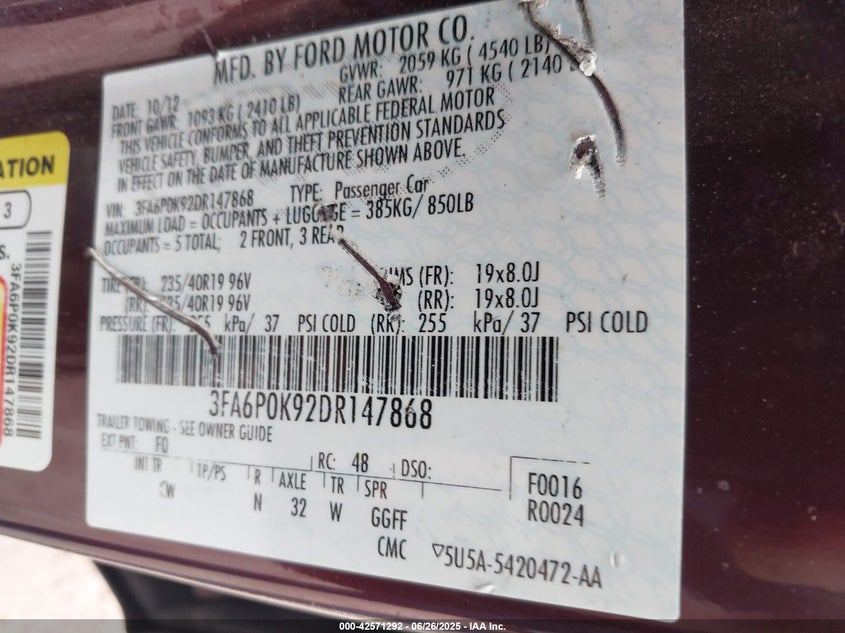 MFD. BY FORD MOTOR CO.
DATE: 10/12 GVWR: 2059 KG ( 4540 LB)
FRONT GAWR: 1093 KG ( 2410 LB) REAR GAWR: 971 KG ( 2140
THIS VEHICLE CONFORMS TO ALL APPLICABLE FEDERAL MOTOR
VEHICLE SAFETY, BUMPER, AND THEFT PREVENTION STANDARDS
IN EFFECT ON THE DATE OF MANUFACTURE SHOWN ABOVE.
VIN: 3FA6P0K92DR147868 TYPE: Passenger Car
MAXIMUM LOAD = OCCUPANTS + LUGGAGE = 385KG/ 850LB
OCCUPANTS = 5 TOTAL; 2 FRONT, 3 REAR
235/40R19 96V (FR): 19x8.0J
(RR): 235/40R19 96V (RR): 19x8.0J
PRESSURE (FR): 255 kPa/ 37 PSI COLD (RR): 255 kPa/ 37 PSI COLD
3FA6P0K92DR147868
TRAILER TOWING - SEE OWNER GUIDE
EXT PNT: FQ RC: 48 DSO:
INT TR TP/PS R AXLE TR SPR F0016
CW N 32 W GGFF R0024
CMC ▽5U5A-5420472-AA
ATION
3
S.
3FA6P0K92DR147868
000-42571292 - 06/26/2025 - IAA Inc.